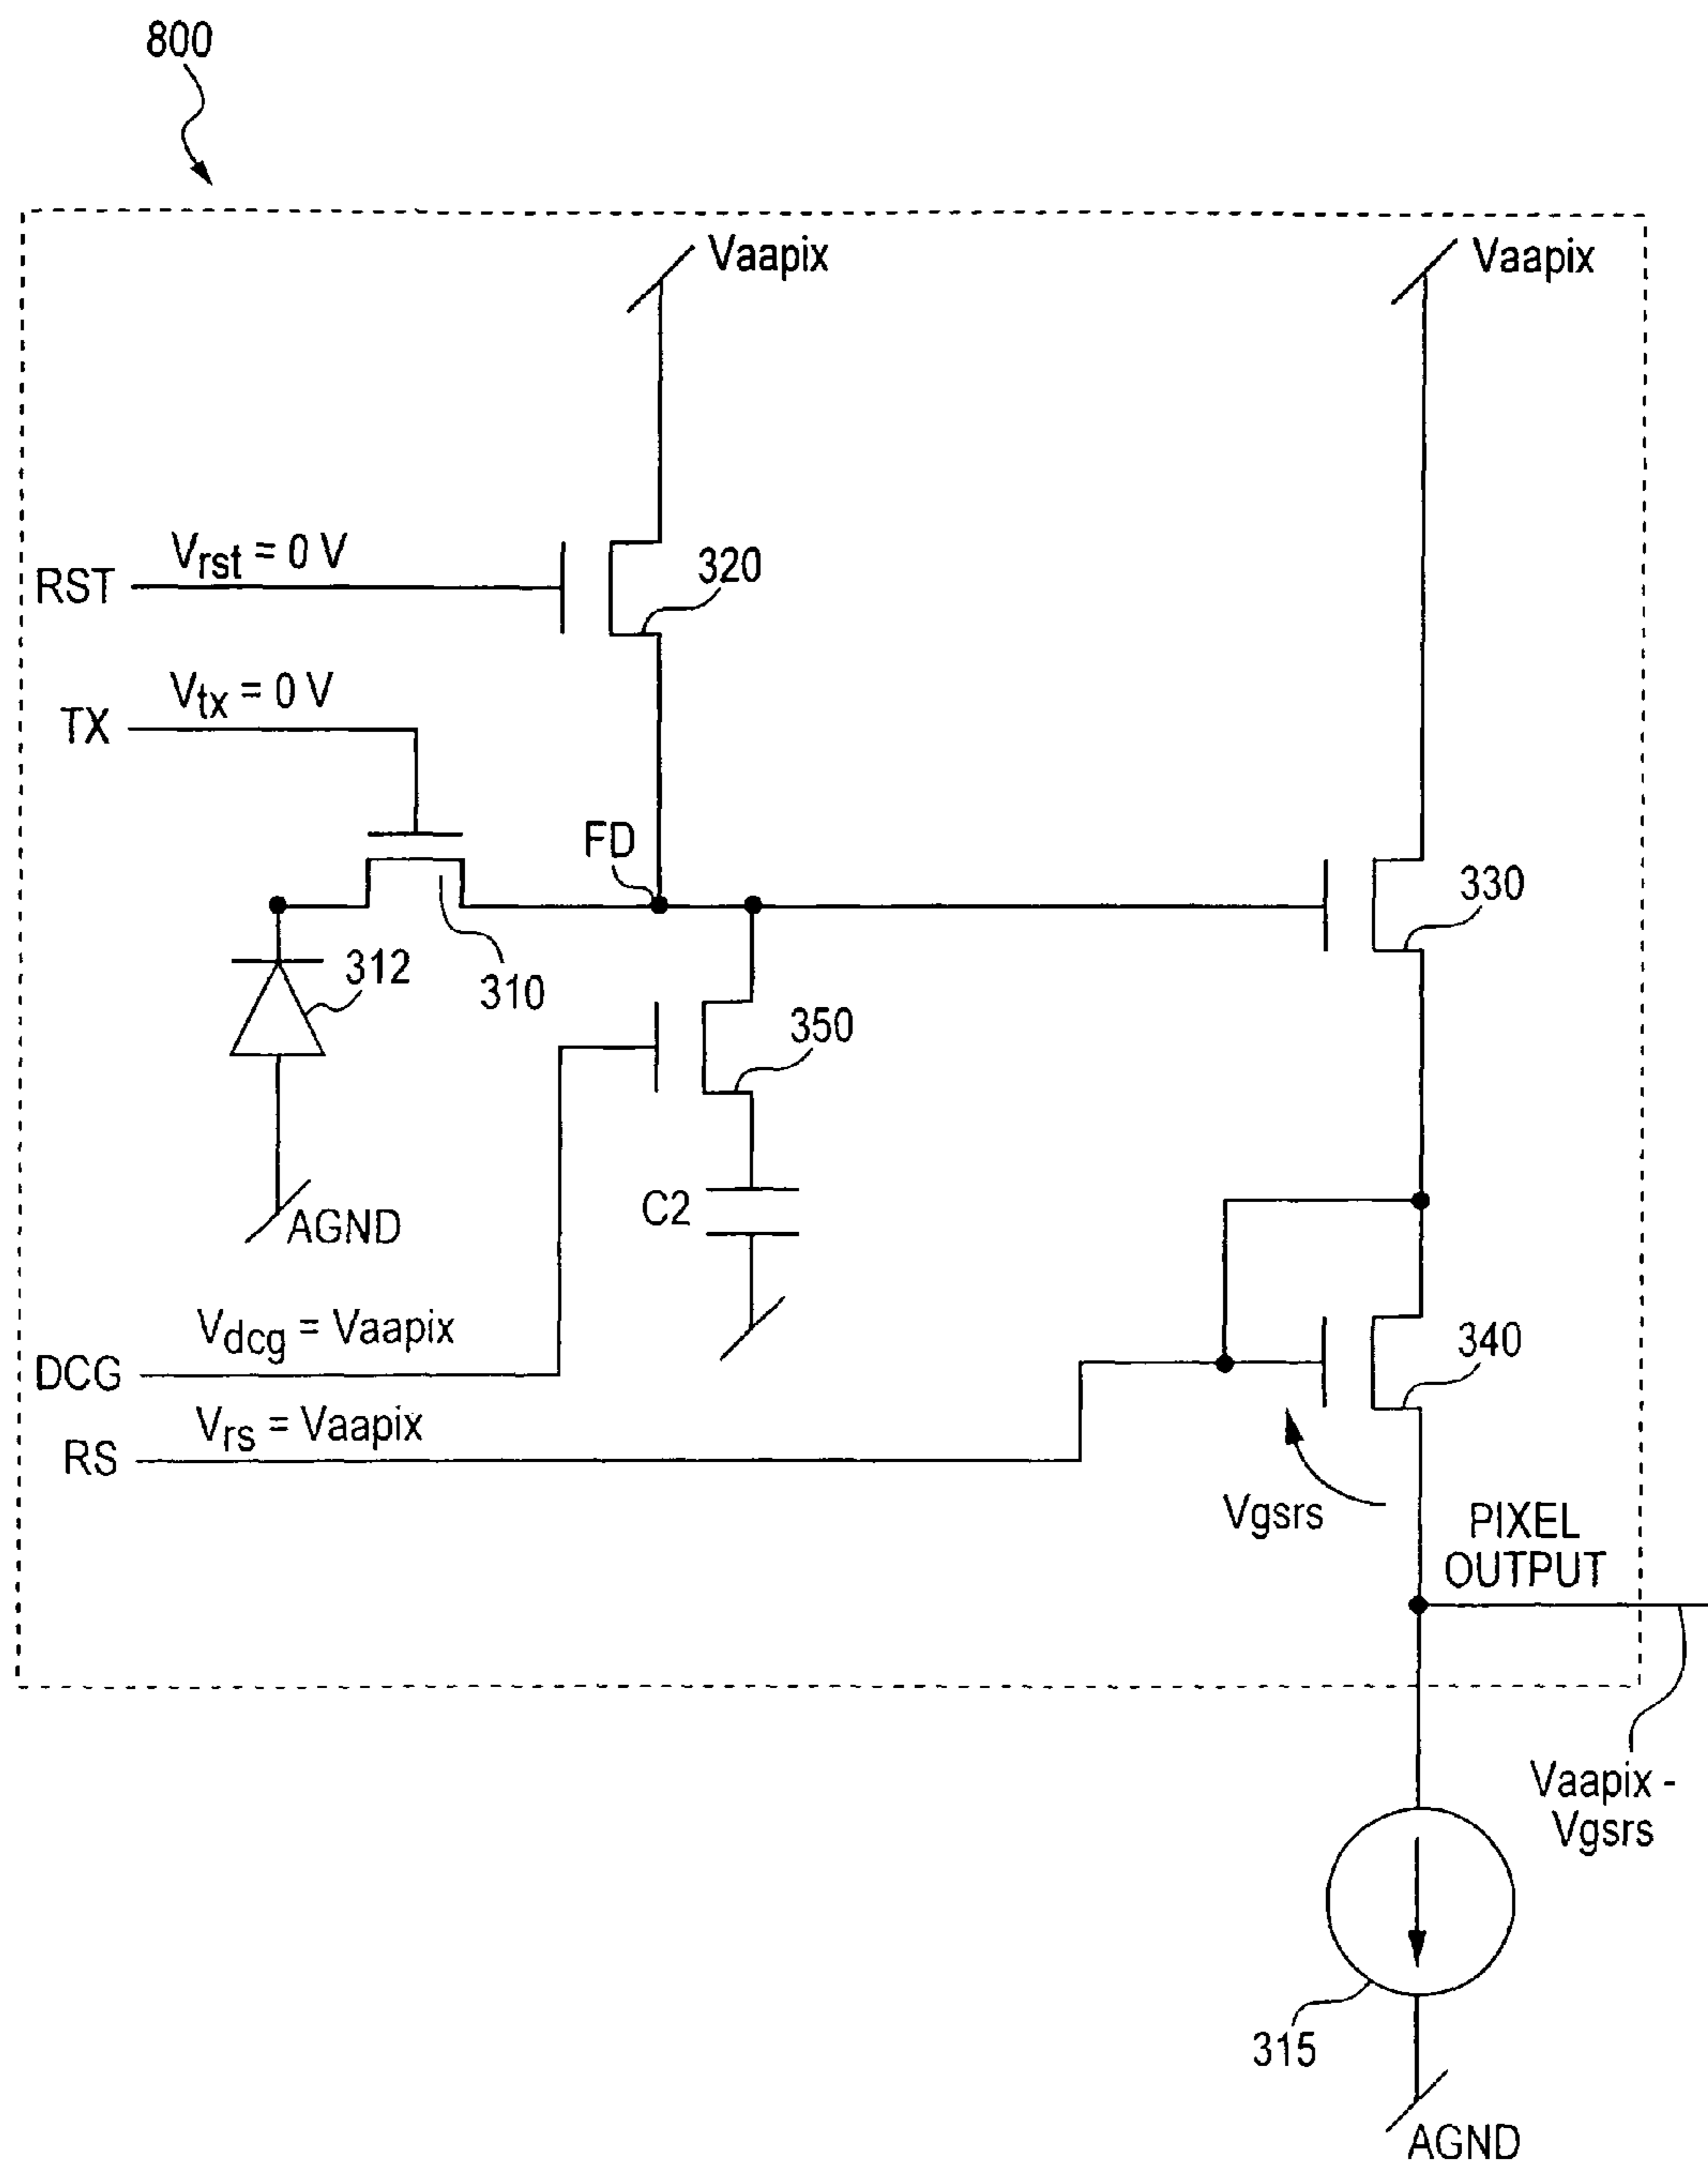 800
Vaapix
Vaapix
Vrst = 0 V
RST
320
Vtx = 0 V
TX
FD
330
312
310
350
C2
AGND
Vdcg = Vaapix
DCG
340
Vrs = Vaapix
RS
Vgsrs
PIXEL
OUTPUT
Vaapix -
Vgsrs
315
AGND